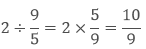 2 ÷ 9/5 = 2 × 5/9 = 10/9